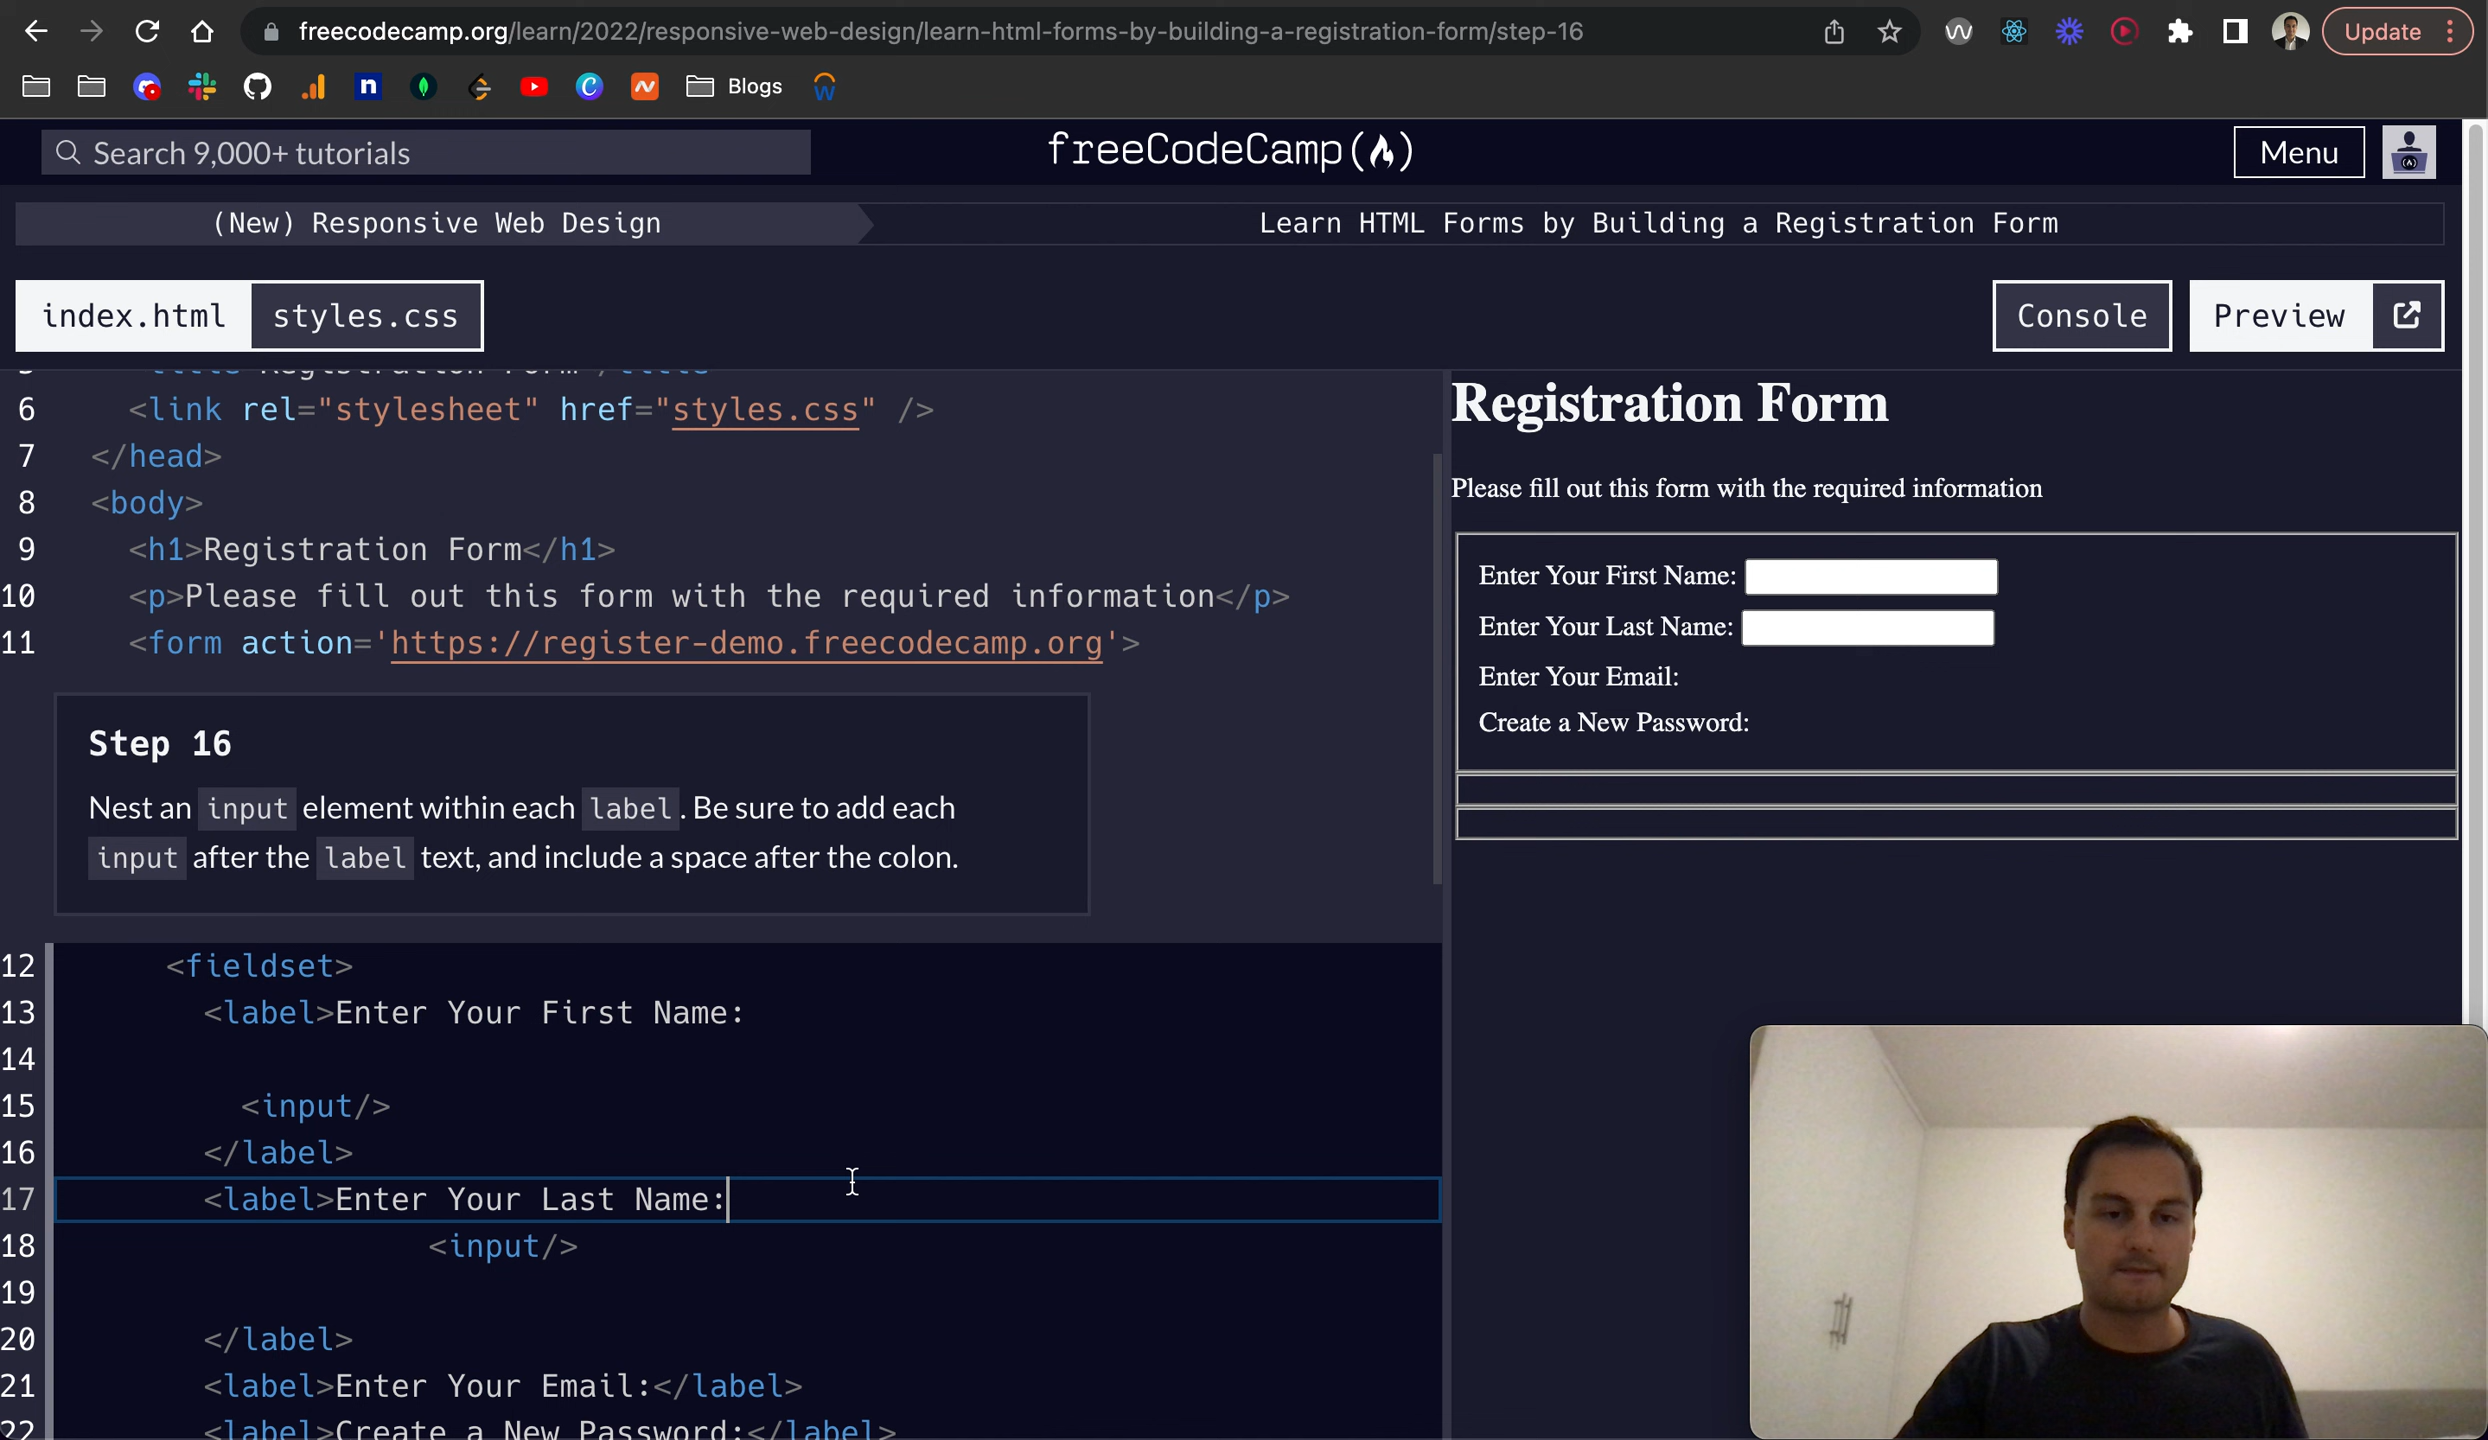 freecodecamp.org/learn/2022/responsive-web-design/learn-html-forms-by-building-a-registration-form/step-16
Update
Blogs
Search 9,000+ tutorials
freeCodeCamp
Menu
(New) Responsive Web Design
Learn HTML Forms by Building a Registration Form
index.html
styles.css
Console
Preview
6 <link rel="stylesheet" href="styles.css" />
7 </head>
8 <body>
9 <h1>Registration Form</h1>
10 <p>Please fill out this form with the required information</p>
11 <form action='https://register-demo.freecodecamp.org'>
Step 16
Nest an input element within each label. Be sure to add each
input after the label text, and include a space after the colon.
12 <fieldset>
13 <label>Enter Your First Name:
14
15 <input/>
16 </label>
17 <label>Enter Your Last Name:
18 <input/>
19
20 </label>
21 <label>Enter Your Email:</label>
22 <label>Create a New Password:</label>
Registration Form
Please fill out this form with the required information
Enter Your First Name:
Enter Your Last Name:
Enter Your Email:
Create a New Password: